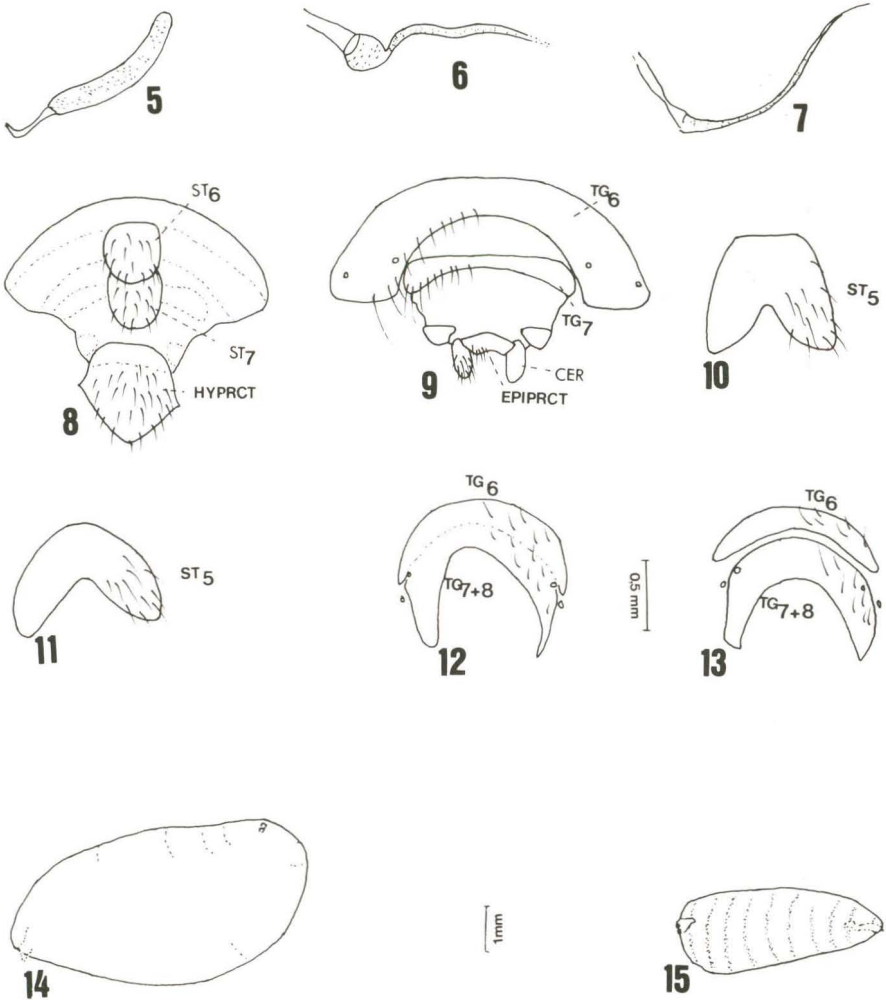 5
6
7
ST6
ST7
HYPRCT
8
TG6
TG7
CER
EPIPRCT
9
ST5
10
ST5
11
TG6
TG7+8
12
0,5 mm
TG6
TG7+8
13
14
1mm
15